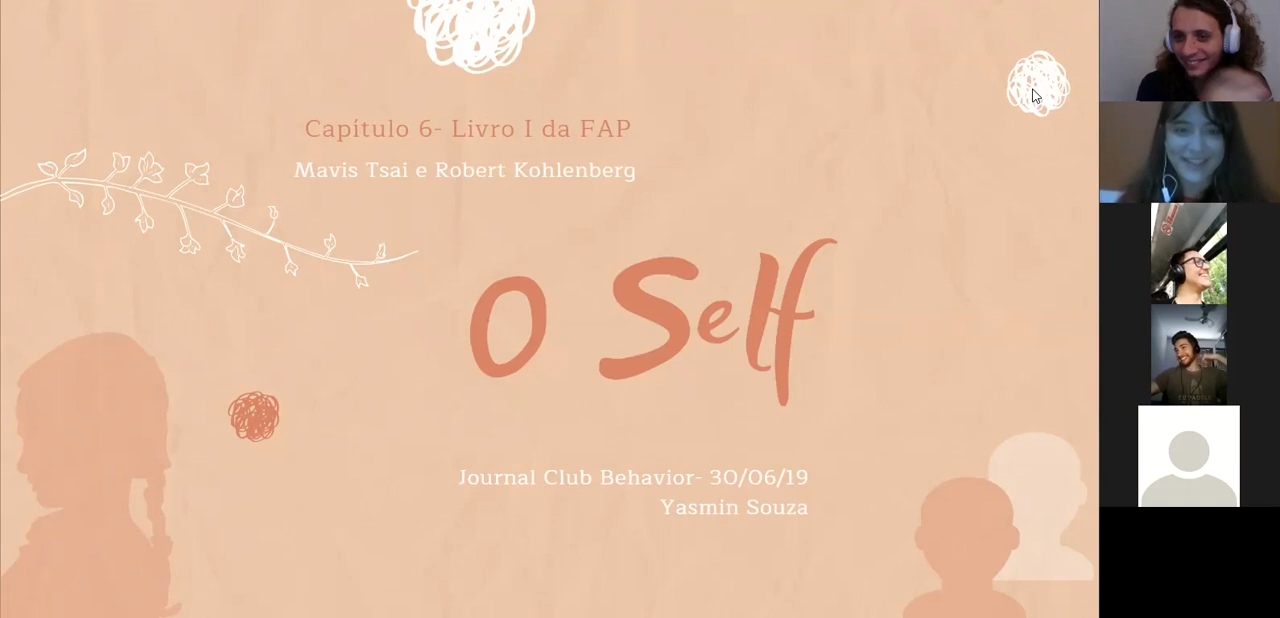 Capítulo 6- Livro I da FAP
Mavis Tsai e Robert Kohlenberg
O Self
Journal Club Behavior- 30/06/19
Yasmin Souza